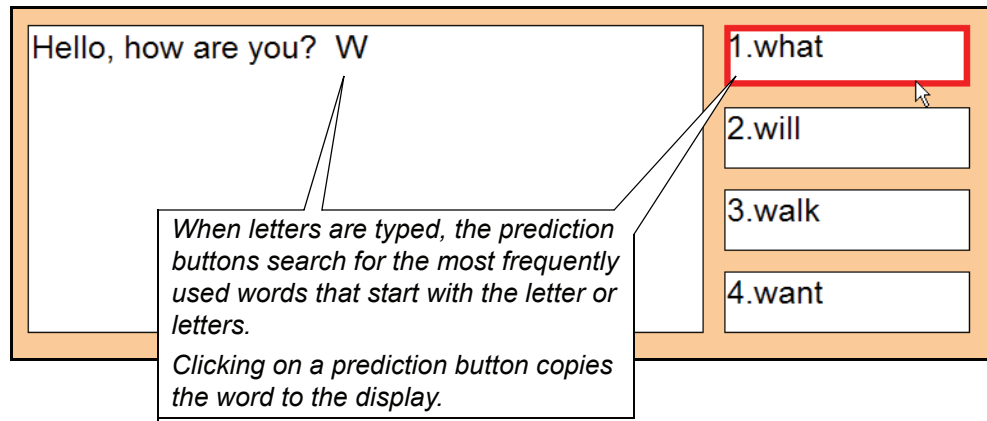 Hello, how are you?  W
1.what
2.will
3.walk
4.want
When letters are typed, the prediction
buttons search for the most frequently
used words that start with the letter or
letters.
Clicking on a prediction button copies
the word to the display.